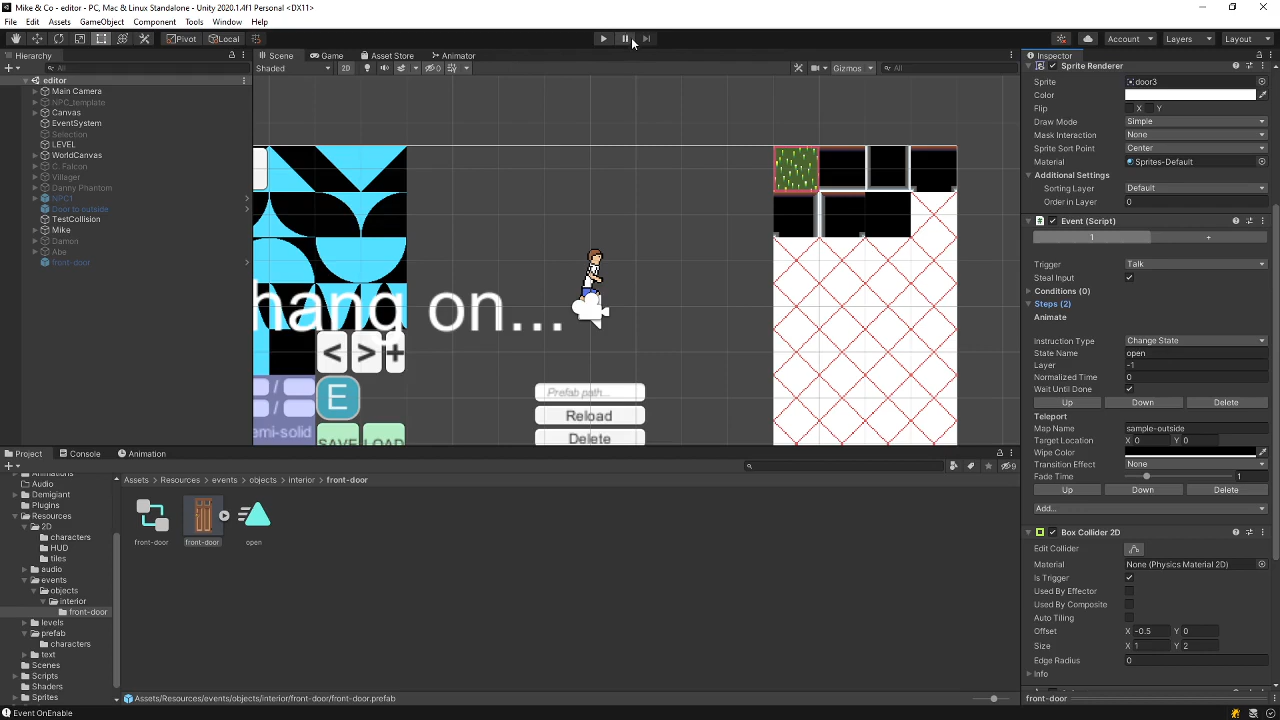 Mike & Co - editor - PC, Mac & Linux Standalone - Unity 2020.1.4f1 Personal <DX11>
File Edit Assets GameObject Component Tools Window Help
Pivot Local Account Layers Layout
Hierarchy
All
editor
Main Camera
NPC_template
Canvas
EventSystem
Selection
LEVEL
WorldCanvas
C. Falcon
Villager
Danny Phantom
NPC1
Door to outside
TestCollision
Mike
Damon
Abe
front-door
Scene Game Asset Store Animator
Shaded 2D 0 Gizmos All
hang on...
< > +
/
/
E
emi-solid
SAVE LOAD
Prefab path...
Reload
Delete
Inspector
Sprite Renderer
Sprite door3
Color
Flip X Y
Draw Mode Simple
Mask Interaction None
Sprite Sort Point Center
Material Sprites-Default
Additional Settings
Sorting Layer Default
Order in Layer 0
# Event (Script)
1 +
Trigger Talk
Steal Input
Conditions (0)
Steps (2)
Animate
Instruction Type Change State
State Name open
Layer -1
Normalized Time 0
Wait Until Done
Up Down Delete
Teleport
Map Name sample-outside
Target Location X 0 Y 0
Wipe Color
Transition Effect None
Fade Time 1
Up Down Delete
Add...
Box Collider 2D
Edit Collider
Material None (Physics Material 2D)
Is Trigger
Used By Effector
Used By Composite
Auto Tiling
Offset X -0.5 Y 0
Size X 1 Y 2
Edge Radius 0
Info
front-door
Project Console Animation
9
Animations
Audio
Demigiant
Plugins
Resources
2D
characters
HUD
tiles
audio
events
objects
interior
front-door
levels
prefab
characters
text
Scenes
Scripts
Shaders
Sprites
Assets > Resources > events > objects > interior > front-door
front-door front-door open
Assets/Resources/events/objects/interior/front-door/front-door.prefab
Event OnEnable